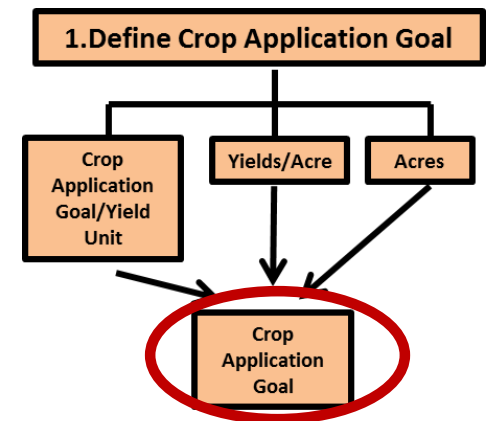 1.Define Crop Application Goal
Crop
Application
Goal/Yield
Unit
Yields/Acre
Acres
Crop
Application
Goal